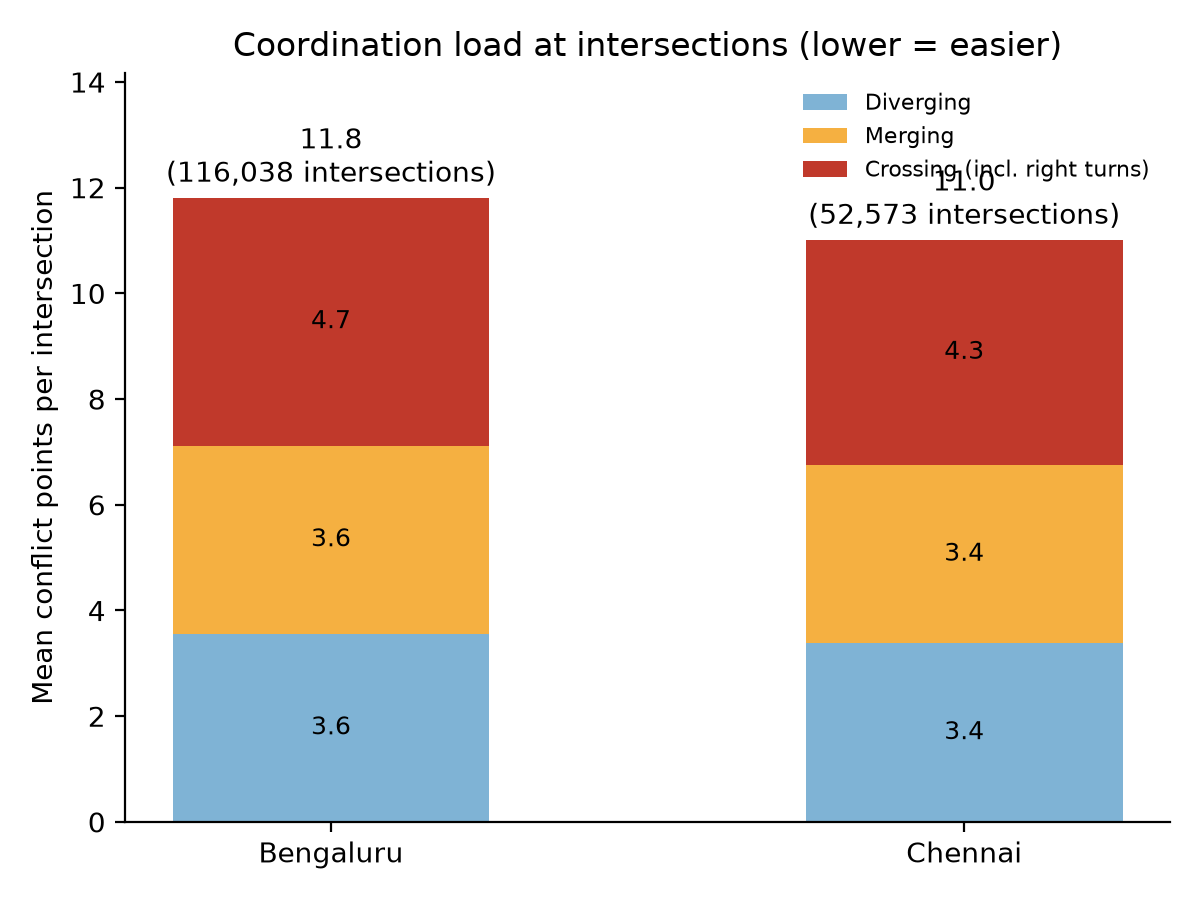 Coordination load at intersections (lower = easier)
Mean conflict points per intersection
14
12
10
8
6
4
2
0
Diverging
Merging
Crossing (incl. right turns)
11.8
(116,038 intersections)
4.7
3.6
3.6
11.0
(52,573 intersections)
4.3
3.4
3.4
Bengaluru
Chennai